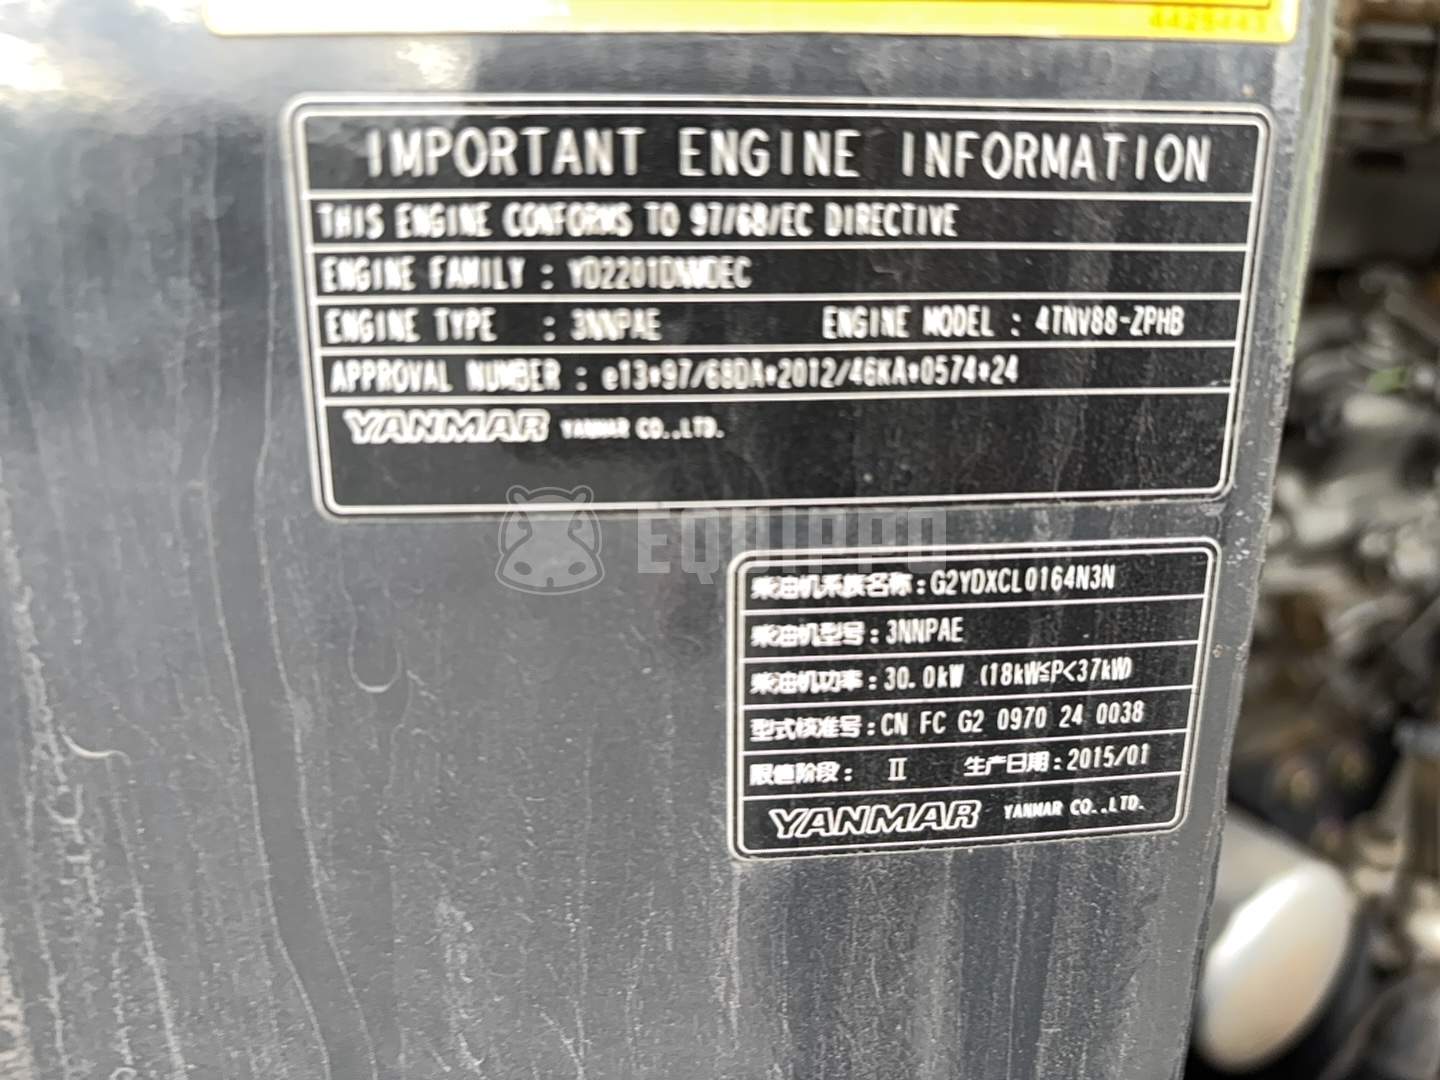 IMPORTANT ENGINE INFORMATION
THIS ENGINE CONFORMS TO 97/68/EC DIRECTIVE
ENGINE FAMILY : YD2201DNWDEC
ENGINE TYPE : 3NNPAE ENGINE MODEL : 4TNV88-ZPHB
APPROVAL NUMBER : e13*97/68DA*2012/46KA*0574*24
YANMAR YANMAR CO.,LTD.
EQUIPPO
柴油机系族名称:G2YDXCL0164N3N
柴油机型号:3NNPAE
柴油机功率:30.0kW (18kW≦P<37kW)
型式核准号:CN FC G2 0970 24 0038
限值阶段: Ⅱ 生产日期:2015/01
YANMAR YANMAR CO.,LTD.